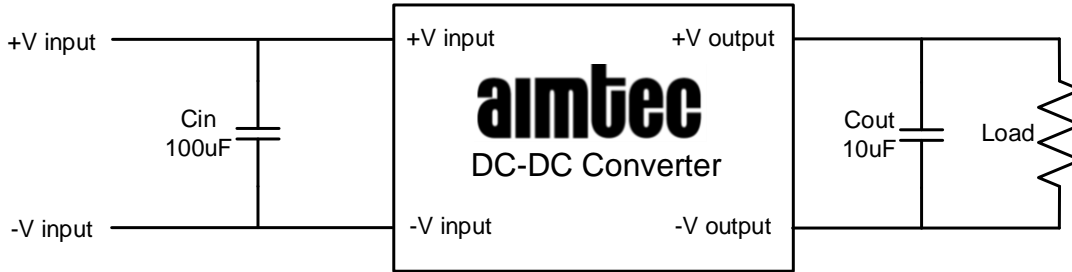 +V input
+V input
+V output
aimtec
Cin
100uF
Cout
10uF
Load
DC-DC Converter
-V input
-V input
-V output